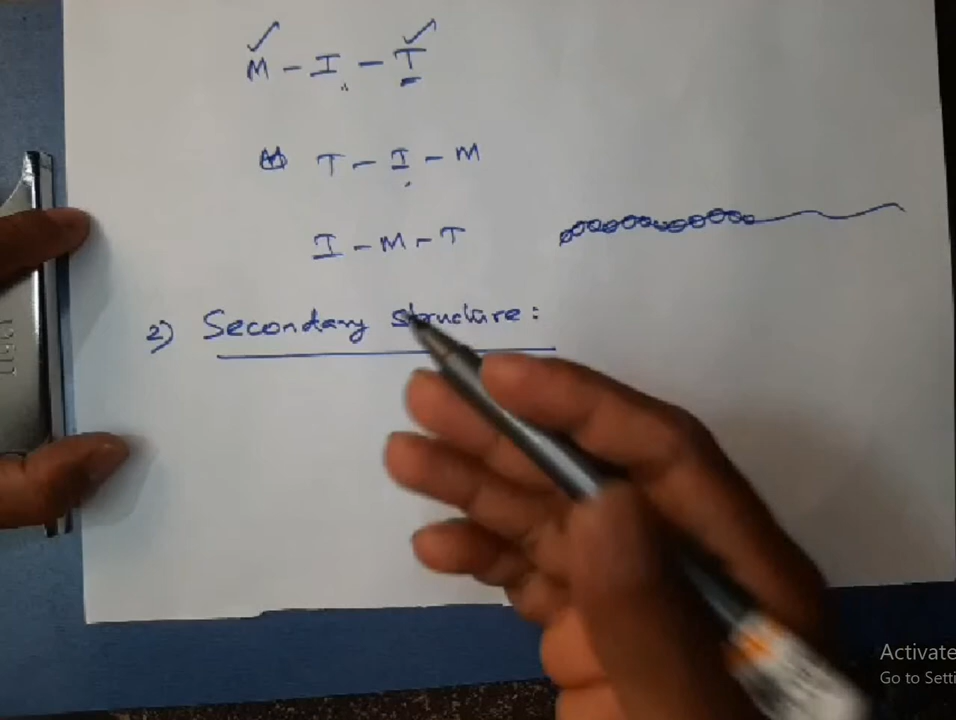 M - I - T
T - I - M
I - M - T
2) Secondary structure:
Activate
Go to Setti